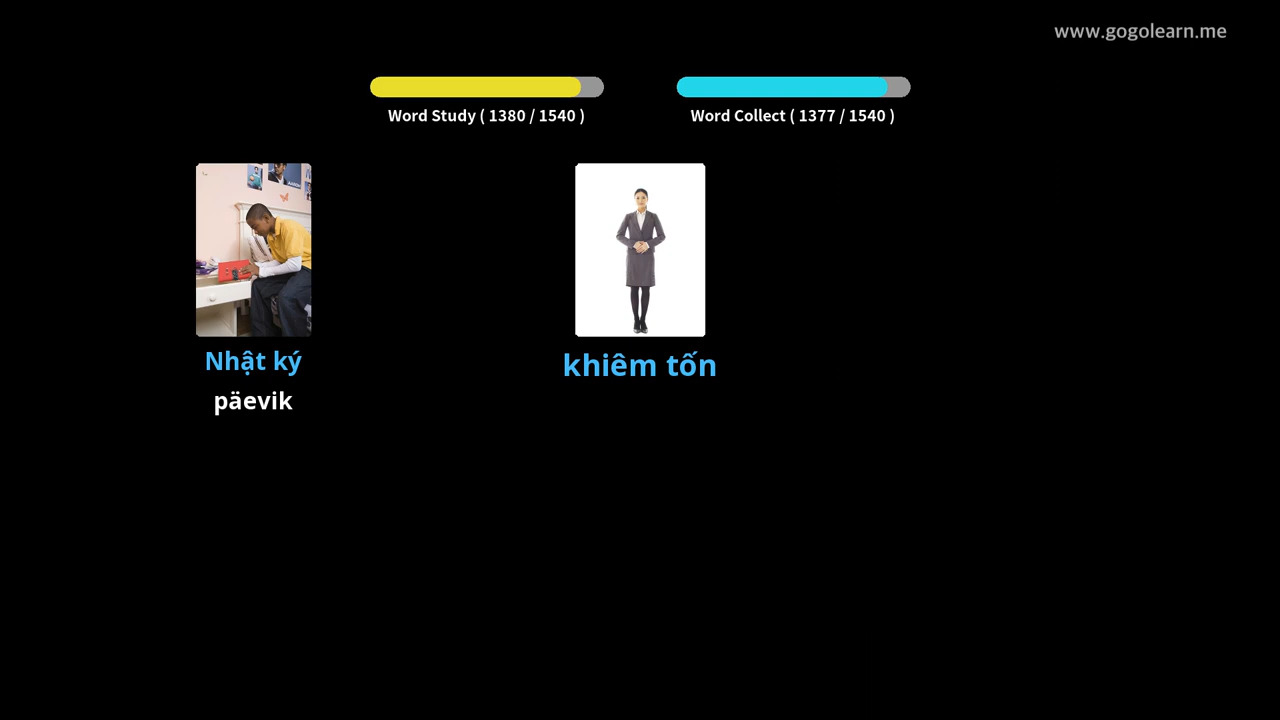 www.gogolearn.me
Word Study ( 1380 / 1540 )
Word Collect ( 1377 / 1540 )
Nhật ký
päevik
khiêm tốn